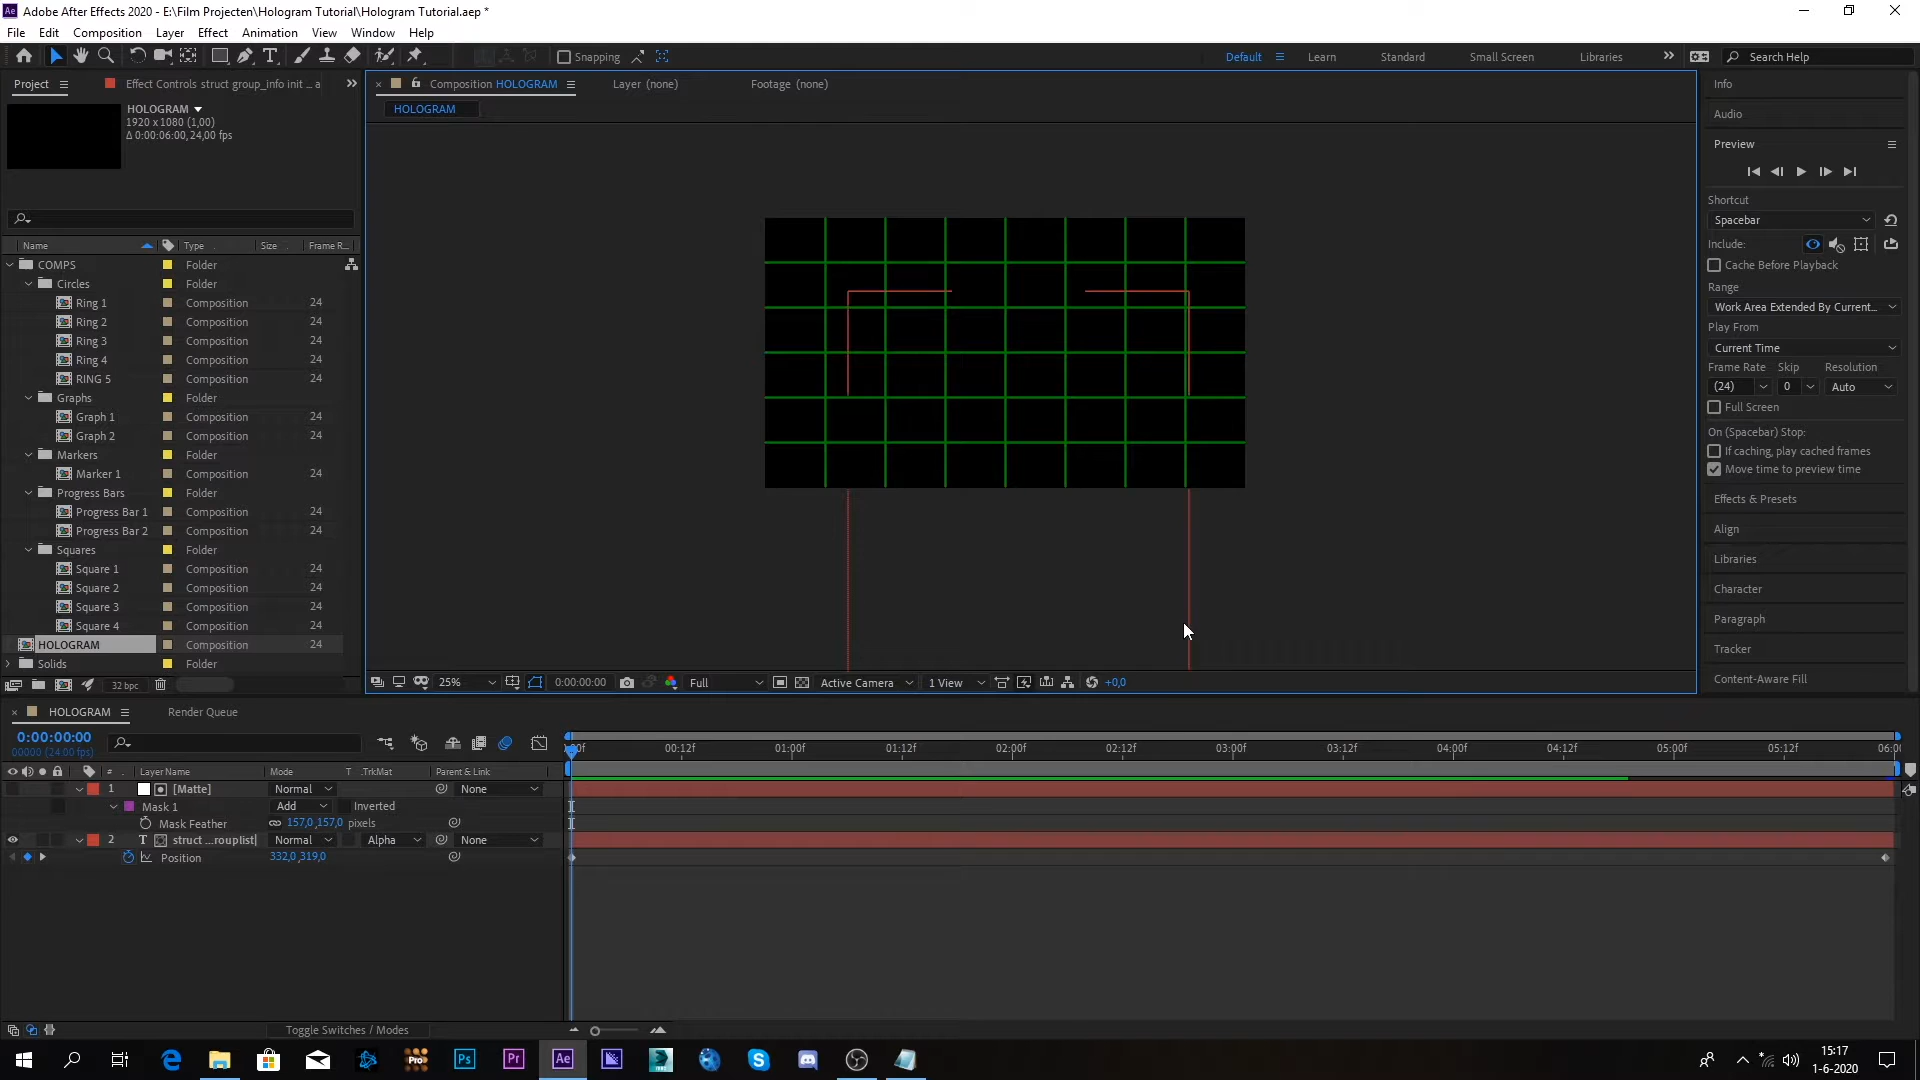 Adobe After Effects 2020 - E:\Film Projecten\Hologram Tutorial\Hologram Tutorial.aep *
File Edit Composition Layer Effect Animation View Window Help
Snapping Default Learn Standard Small Screen Libraries Search Help
Project Effect Controls struct group_info init ... a
HOLOGRAM
1920 x 1080 (1,00)
Δ 0:00:06:00, 24,00 fps
Composition HOLOGRAM Layer (none) Footage (none)
HOLOGRAM
Name Type Size Frame R...
COMPS Folder
Circles Folder
Ring 1 Composition 24
Ring 2 Composition 24
Ring 3 Composition 24
Ring 4 Composition 24
RING 5 Composition 24
Graphs Folder
Graph 1 Composition 24
Graph 2 Composition 24
Markers Folder
Marker 1 Composition 24
Progress Bars Folder
Progress Bar 1 Composition 24
Progress Bar 2 Composition 24
Squares Folder
Square 1 Composition 24
Square 2 Composition 24
Square 3 Composition 24
Square 4 Composition 24
HOLOGRAM Composition 24
Solids Folder
32 bpc
25% 0:00:00:00 Full Active Camera 1 View +0,0
Info
Audio
Preview
Shortcut
Spacebar
Include:
Cache Before Playback
Range
Work Area Extended By Current...
Play From
Current Time
Frame Rate Skip Resolution
(24) 0 Auto
Full Screen
On (Spacebar) Stop:
If caching, play cached frames
Move time to preview time
Effects & Presets
Align
Libraries
Character
Paragraph
Tracker
Content-Aware Fill
HOLOGRAM Render Queue
0:00:00:00
00000 (24.00 fps)
00:12f 01:00f 01:12f 02:00f 02:12f 03:00f 03:12f 04:00f 04:12f 05:00f 05:12f 06:00
# Layer Name Mode T .TrkMat Parent & Link
1 [Matte] Normal None
Mask 1 Add Inverted
Mask Feather 157,0 ,157,0 pixels
2 T struct ...rouplist] Normal Alpha None
Position 332,0 ,319,0
Toggle Switches / Modes
Pro Ps Pr Ae
15:17
1-6-2020